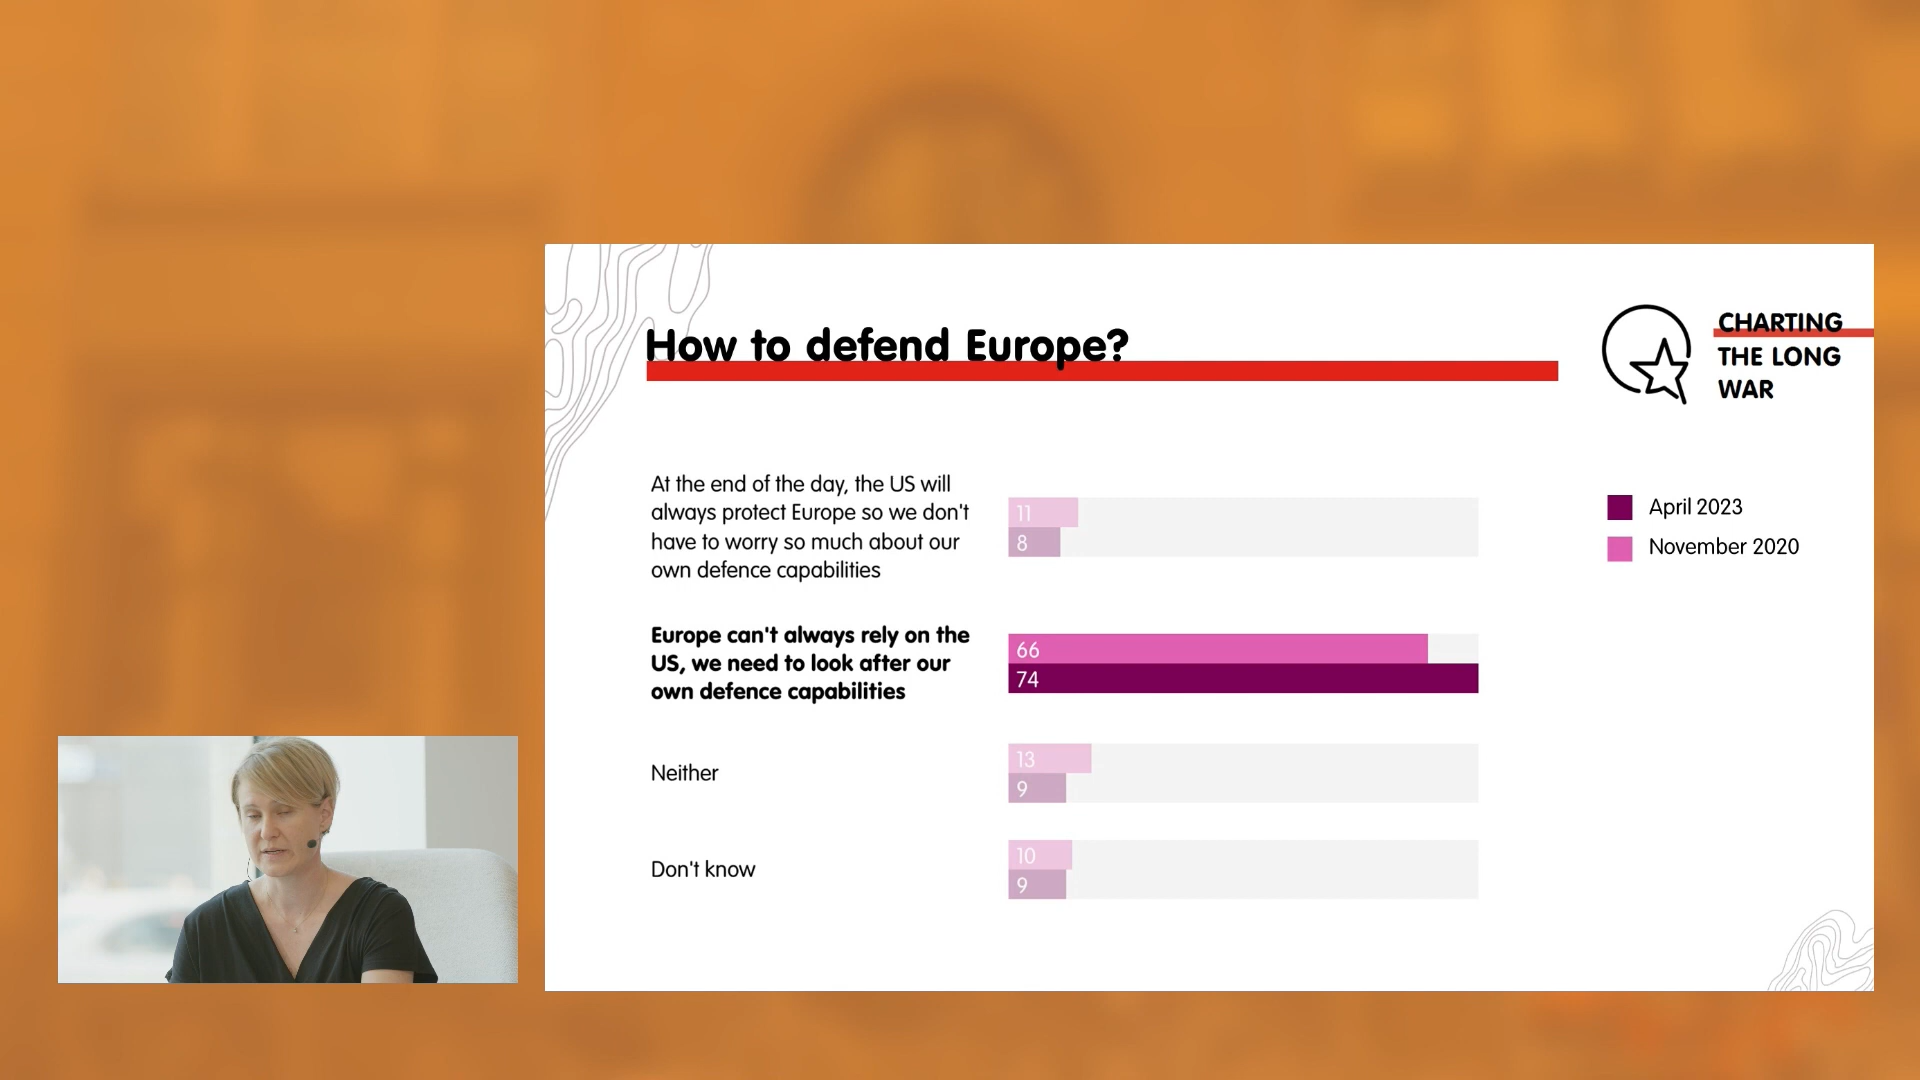 How to defend Europe?
CHARTING
THE LONG
WAR
At the end of the day, the US will
always protect Europe so we don't
have to worry so much about our
own defence capabilities
11
8
April 2023
November 2020
Europe can't always rely on the
US, we need to look after our
own defence capabilities
66
74
Neither
13
9
Don't know
10
9